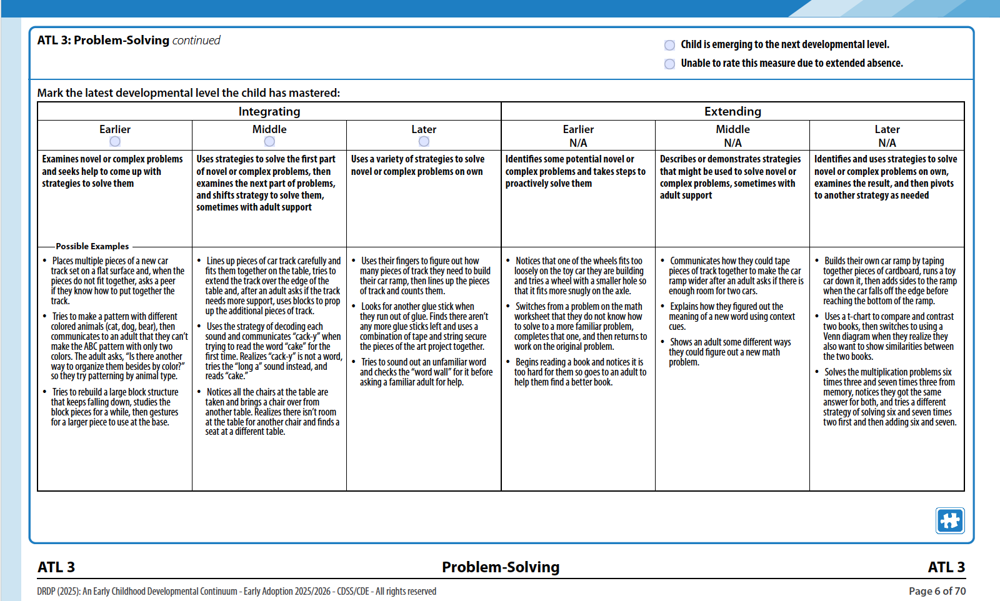 ATL 3: Problem-Solving continued
Child is emerging to the next developmental level.
Unable to rate this measure due to extended absence.
Mark the latest developmental level the child has mastered:
Integrating
Extending
Earlier
Middle
Later
Earlier
N/A
Middle
N/A
Later
N/A
Examines novel or complex problems
and seeks help to come up with
strategies to solve them
Uses strategies to solve the first part
of novel or complex problems, then
examines the next part of problems,
and shifts strategy to solve them,
sometimes with adult support
Uses a variety of strategies to solve
novel or complex problems on own
Identifies some potential novel or
complex problems and takes steps to
proactively solve them
Describes or demonstrates strategies
that might be used to solve novel or
complex problems, sometimes with
adult support
Identifies and uses strategies to solve
novel or complex problems on own,
examines the result, and then pivots
to another strategy as needed
Possible Examples
• Places multiple pieces of a new car
track set on a flat surface and, when the
pieces do not fit together, asks a peer
if they know how to put together the
track.
• Tries to make a pattern with different
colored animals (cat, dog, bear), then
communicates to an adult that they can't
make the ABC pattern with only two
colors. The adult asks, “Is there another
way to organize them besides by color?”
so they try patterning by animal type.
• Tries to rebuild a large block structure
that keeps falling down, studies the
block pieces for a while, then gestures
for a larger piece to use at the base.
• Lines up pieces of car track carefully and
fits them together on the table, tries to
extend the track over the edge of the
table and, after an adult asks if the track
needs more support, uses blocks to prop
up the additional pieces of track.
• Uses the strategy of decoding each
sound and communicates “cack-y” when
trying to read the word “cake” for the
first time. Realizes “cack-y” is not a word,
tries the “long a” sound instead, and
reads “cake.”
• Notices all the chairs at the table are
taken and brings a chair over from
another table. Realizes there isn’t room
at the table for another chair and finds a
seat at a different table.
• Uses their fingers to figure out how
many pieces of track they need to build
their car ramp, then lines up the pieces
of track and counts them.
• Looks for another glue stick when
they run out of glue. Finds there aren’t
any more glue sticks left and uses a
combination of tape and string secure
the pieces of the art project together.
• Tries to sound out an unfamiliar word
and checks the “word wall” for it before
asking a familiar adult for help.
• Notices that one of the wheels fits too
loosely on the toy car they are building
and tries a wheel with a smaller hole so
that it fits more snugly on the axle.
• Switches from a problem on the math
worksheet that they do not know how
to solve to a more familiar problem,
completes that one, and then returns to
work on the original problem.
• Begins reading a book and notices it is
too hard for them so goes to an adult to
help them find a better book.
• Communicates how they could tape
pieces of track together to make the car
ramp wider after an adult asks if there is
enough room for two cars.
• Explains how they figured out the
meaning of a new word using context
cues.
• Shows an adult some different ways
they could figure out a new math
problem.
• Builds their own car ramp by taping
together pieces of cardboard, runs a toy
car down it, then adds sides to the ramp
when the car falls off the edge before
reaching the bottom of the ramp.
• Uses a t-chart to compare and contrast
two books, then switches to using a
Venn diagram when they realize they
also want to show similarities between
the two books.
• Solves the multiplication problems six
times three and seven times three from
memory, notices they got the same
answer for both, and tries a different
strategy of solving six and seven times
two first and then adding six and seven.
ATL 3
Problem-Solving
ATL 3
DRDP (2025): An Early Childhood Developmental Continuum - Early Adoption 2025/2026 - CDSS/CDE - All rights reserved
Page 6 of 70